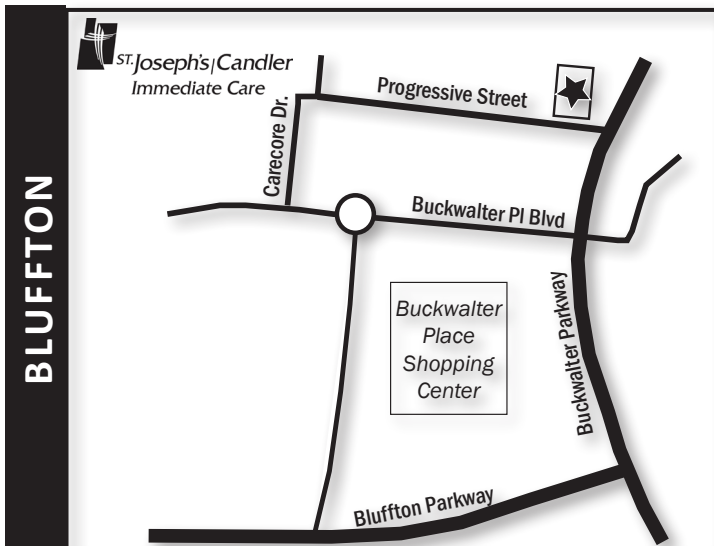 BLUFFTON
ST. Joseph's|Candler
Immediate Care
Progressive Street
Carecore Dr.
Buckwalter Pl Blvd
Buckwalter
Place
Shopping
Center
Buckwalter Parkway
Bluffton Parkway